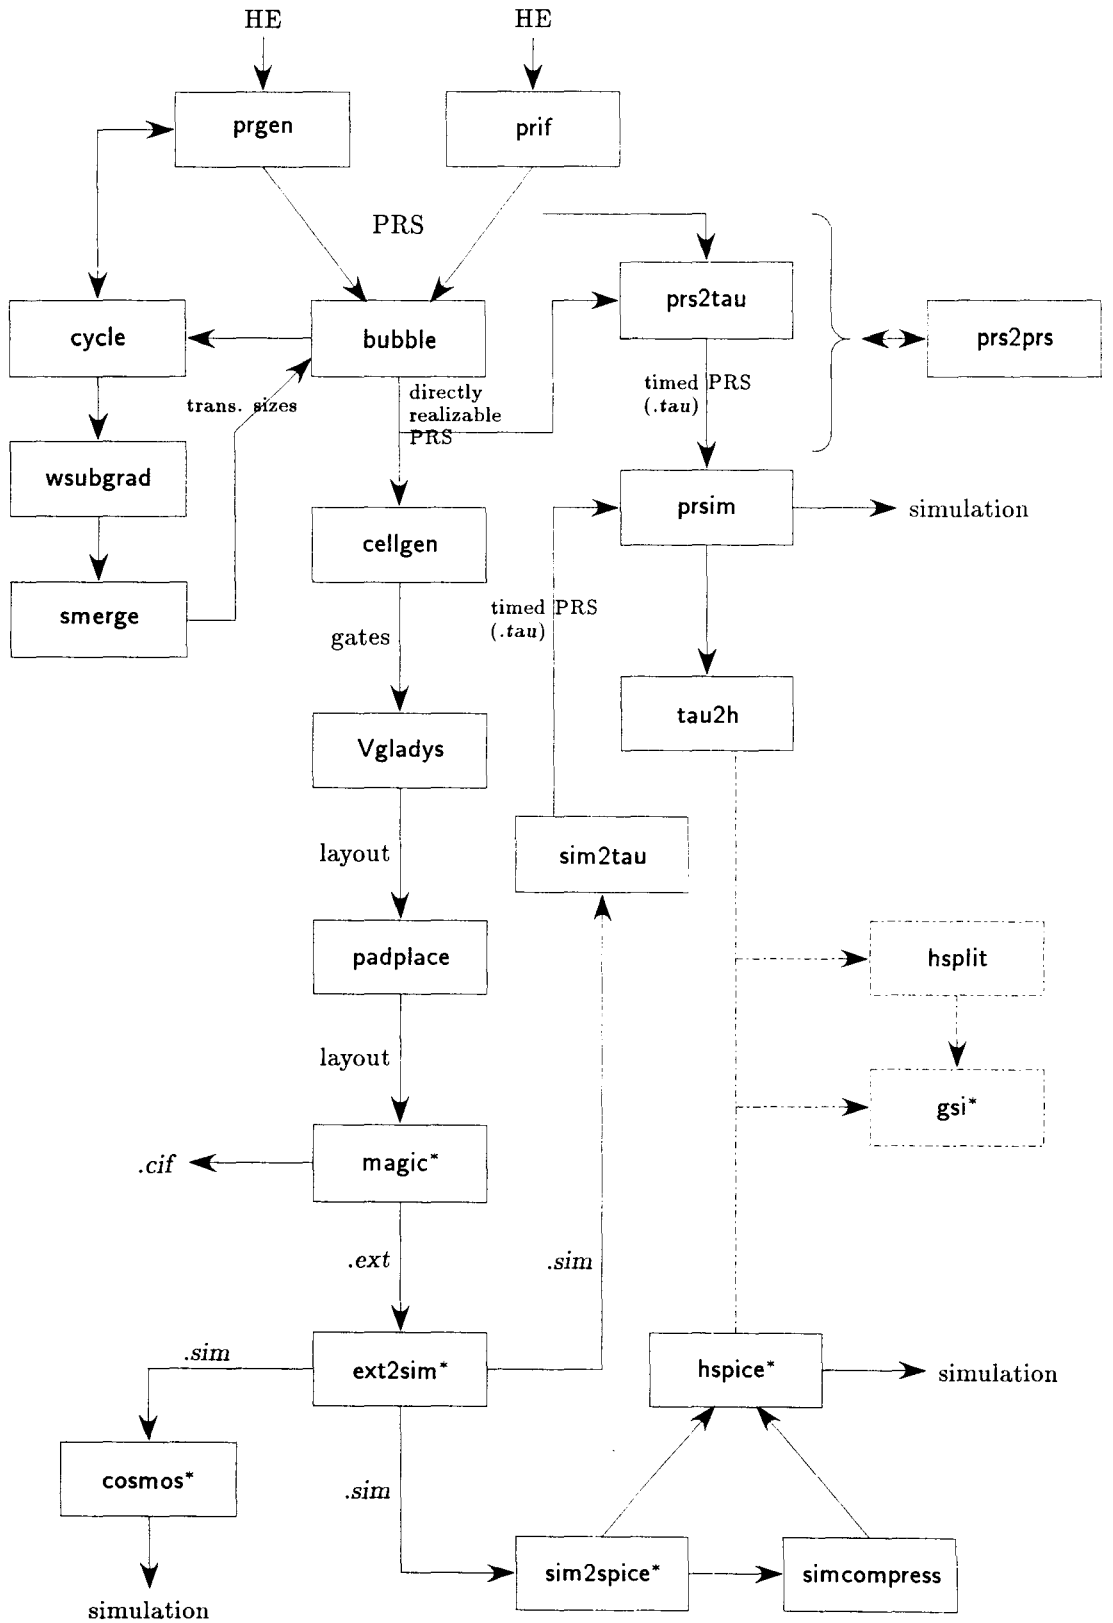 HE
HE
prgen
prif
PRS
prs2tau
cycle
bubble
prs2prs
timed PRS
(.tau)
directly
realizable
PRS
trans. sizes
wsubgrad
prsim
simulation
cellgen
smerge
timed PRS
(.tau)
gates
tau2h
Vgladys
layout
sim2tau
padplace
hsplit
layout
gsi*
.cif
magic*
.ext
.sim
.sim
ext2sim*
hspice*
simulation
cosmos*
.sim
sim2spice*
simcompress
simulation